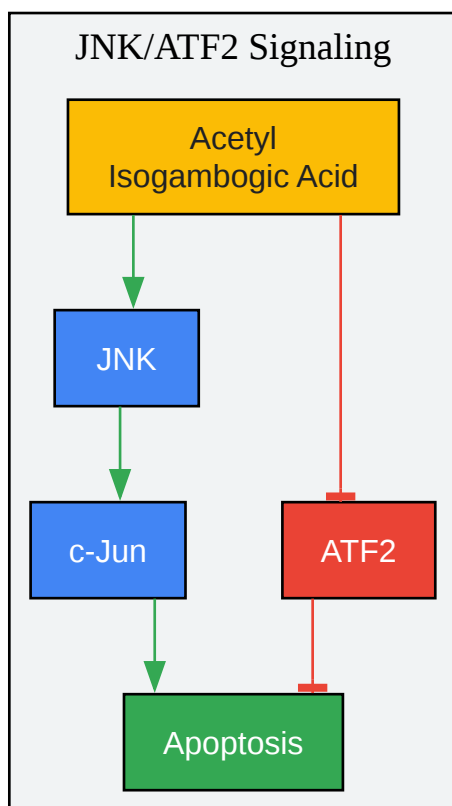 JNK/ATF2 Signaling
Acetyl
Isogambogic Acid
JNK
c-Jun
ATF2
Apoptosis